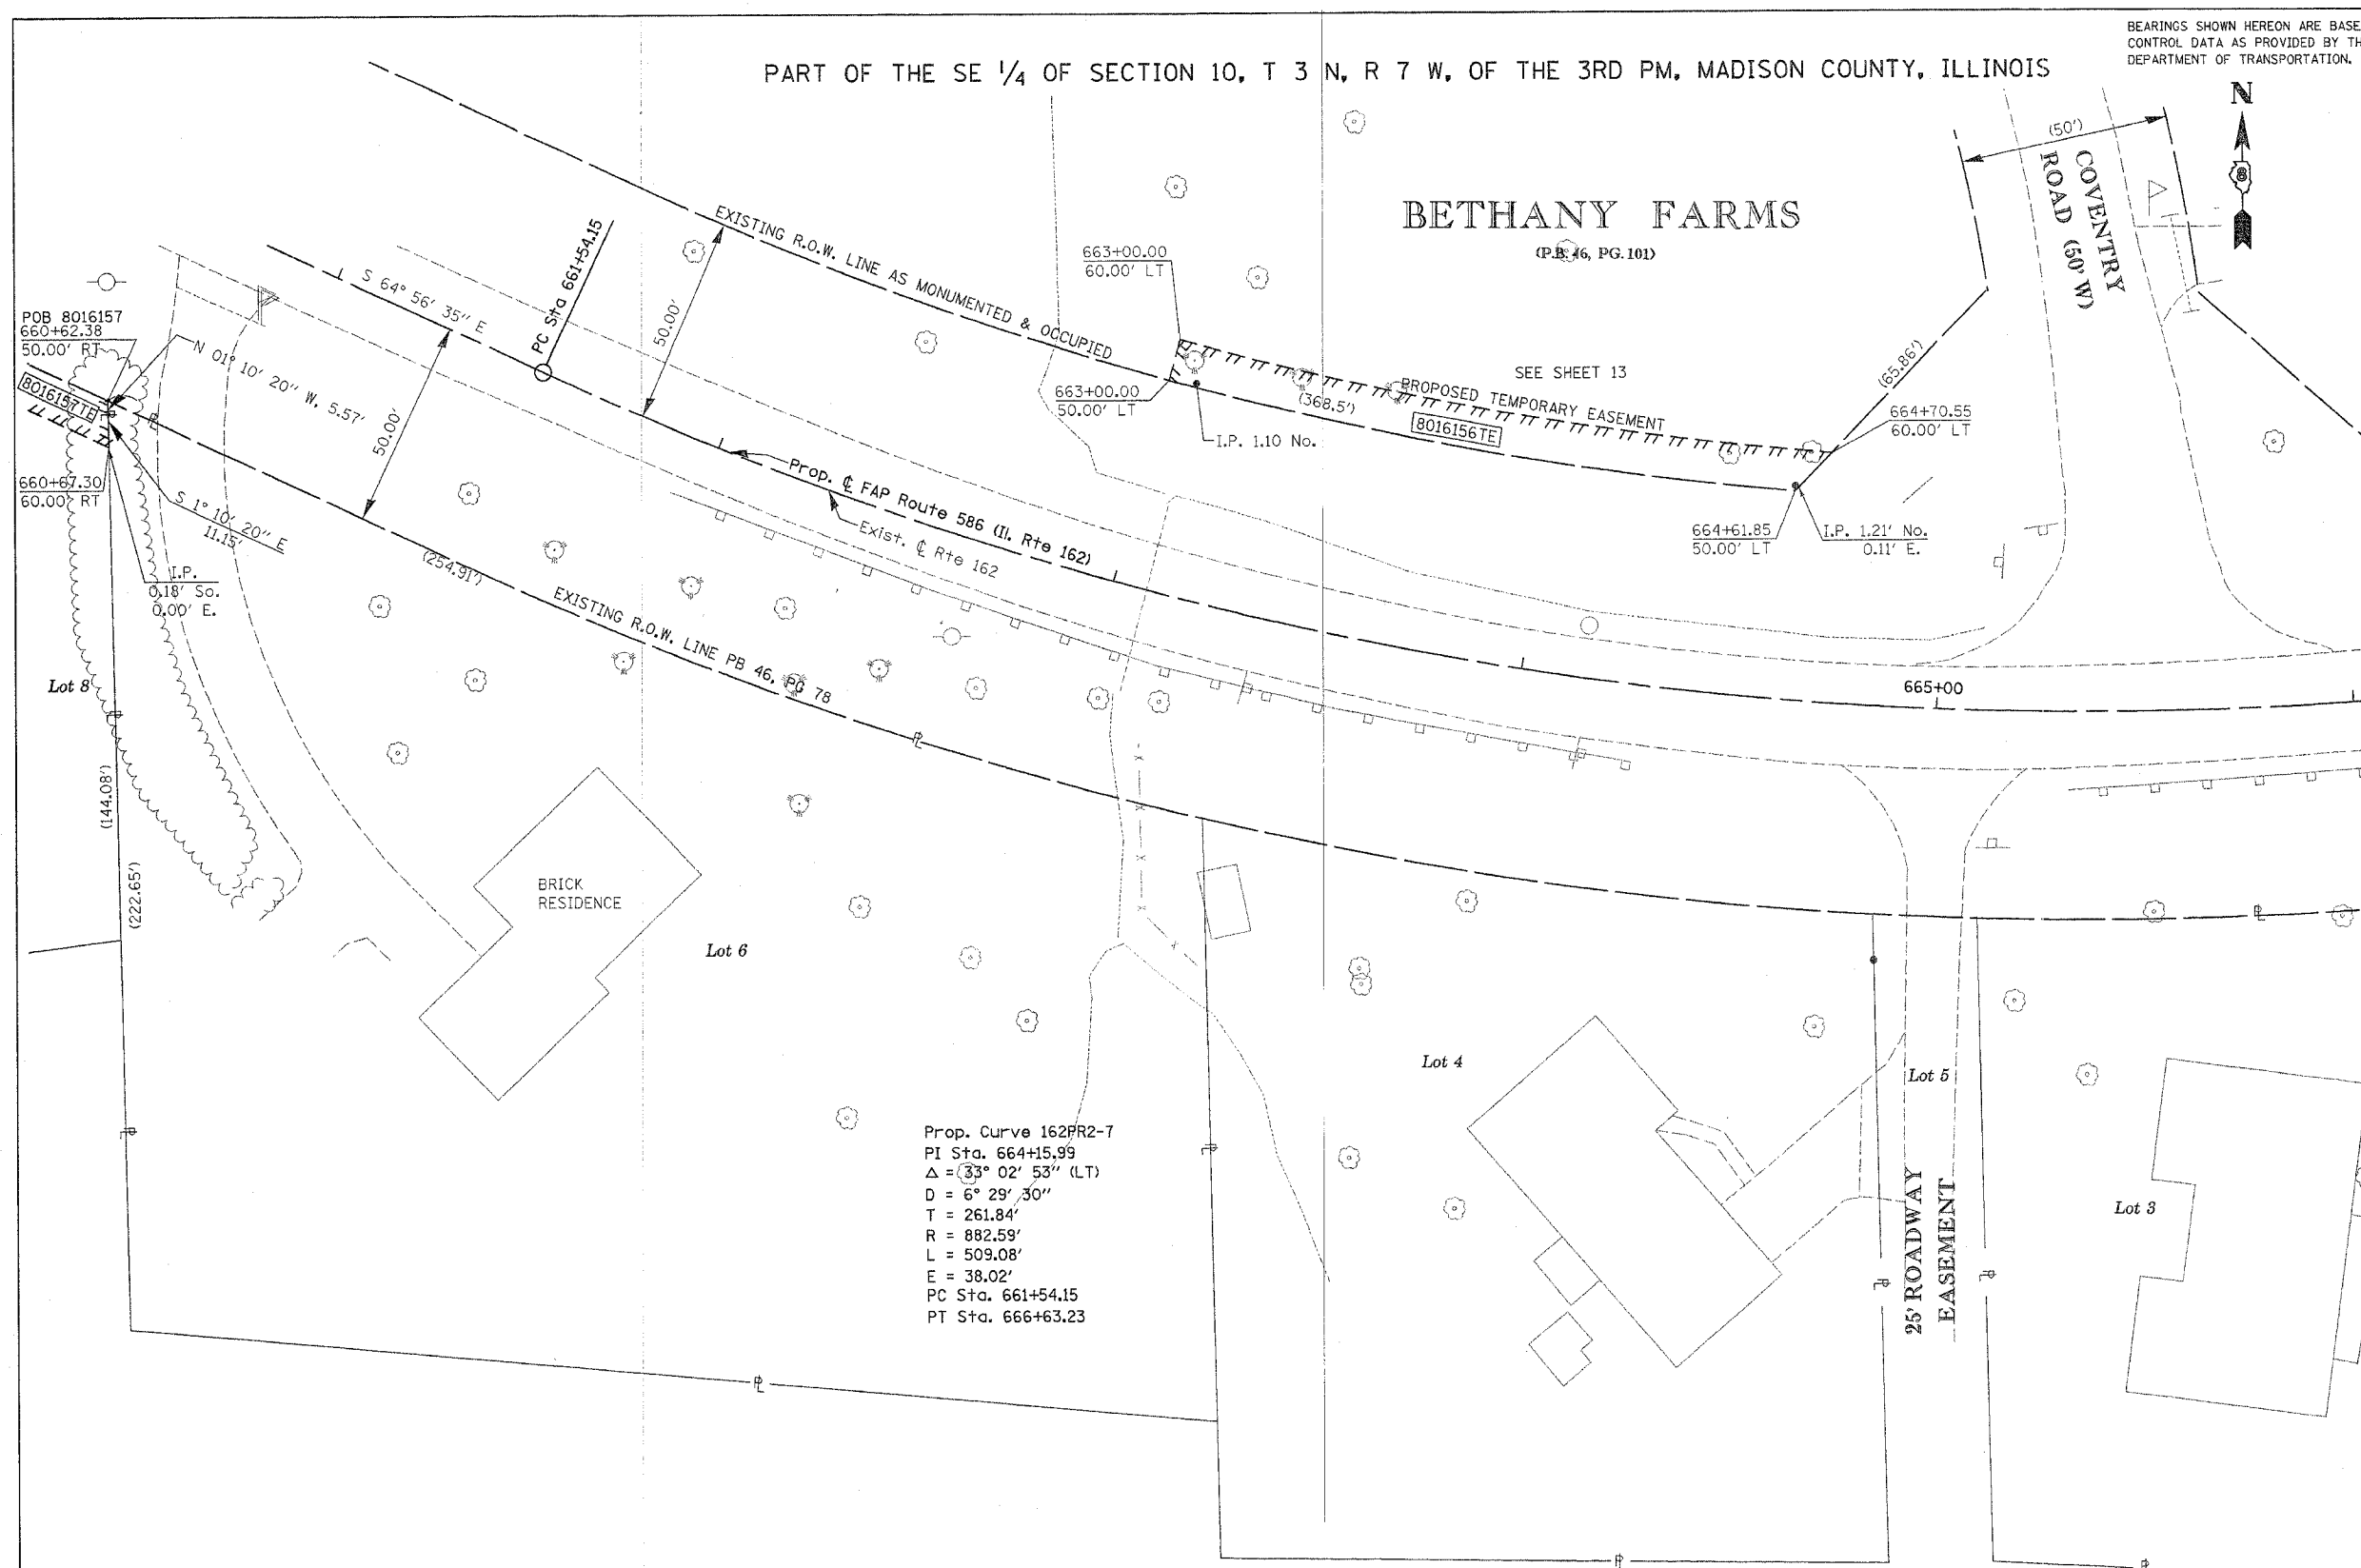 BEARINGS SHOWN HEREON ARE BASE
CONTROL DATA AS PROVIDED BY TH
DEPARTMENT OF TRANSPORTATION.
PART OF THE SE 1/4 OF SECTION 10, T 3 N, R 7 W, OF THE 3RD PM, MADISON COUNTY, ILLINOIS
N
8
(50')
COVENTRY
ROAD (50' W)
BETHANY FARMS
(P.B. 46, PG. 101)
EXISTING R.O.W. LINE AS MONUMENTED & OCCUPIED
663+00.00
60.00' LT
663+00.00
50.00' LT
I.P. 1.10 No.
SEE SHEET 13
PROPOSED TEMPORARY EASEMENT
(368.5')
8016156TE
(65.86')
664+70.55
60.00' LT
664+61.85
50.00' LT
I.P. 1.21' No.
0.11' E.
S 64° 56' 35" E
PC Sta 661+54.15
50.00'
50.00'
POB 8016157
660+62.38
50.00' RT
N 01° 10' 20" W, 5.57'
8016157TE
660+67.30
60.00' RT
S 1° 10' 20" E
11.15'
I.P.
0.18' So.
0.00' E.
(254.91')
Prop. ℄ FAP Route 586 (Il. Rte 162)
Exist. ℄ Rte 162
EXISTING R.O.W. LINE PB 46, PG 78
665+00
Lot 8
(144.08')
(222.65')
BRICK
RESIDENCE
Lot 6
Lot 4
Lot 5
Lot 3
25' ROADWAY
EASEMENT
Prop. Curve 162PR2-7
PI Sta. 664+15.99
Δ = 33° 02' 53" (LT)
D = 6° 29' 30"
T = 261.84'
R = 882.59'
L = 509.08'
E = 38.02'
PC Sta. 661+54.15
PT Sta. 666+63.23